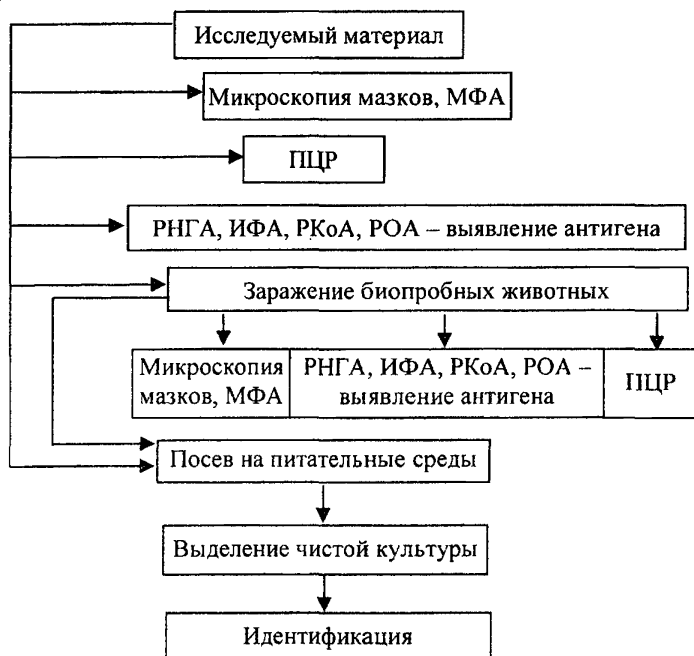 Исследуемый материал
Микроскопия мазков, МФА
ПЦР
РНГА, ИФА, РКоА, РОА – выявление антигена
Заражение биопробных животных
Микроскопия
мазков, МФА
РНГА, ИФА, РКоА, РОА –
выявление антигена
ПЦР
Посев на питательные среды
Выделение чистой культуры
Идентификация